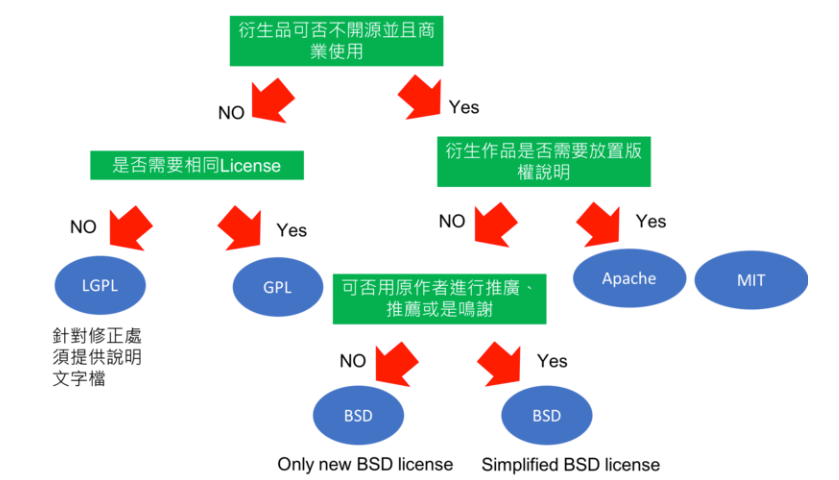 衍生品可否不開源並且商
業使用
NO
Yes
是否需要相同License
衍生作品是否需要放置版
權說明
NO
Yes
NO
Yes
LGPL
GPL
可否用原作者進行推廣、
推薦或是鳴謝
Apache
MIT
針對修正處
須提供說明
文字檔
NO
Yes
BSD
BSD
Only new BSD license
Simplified BSD license